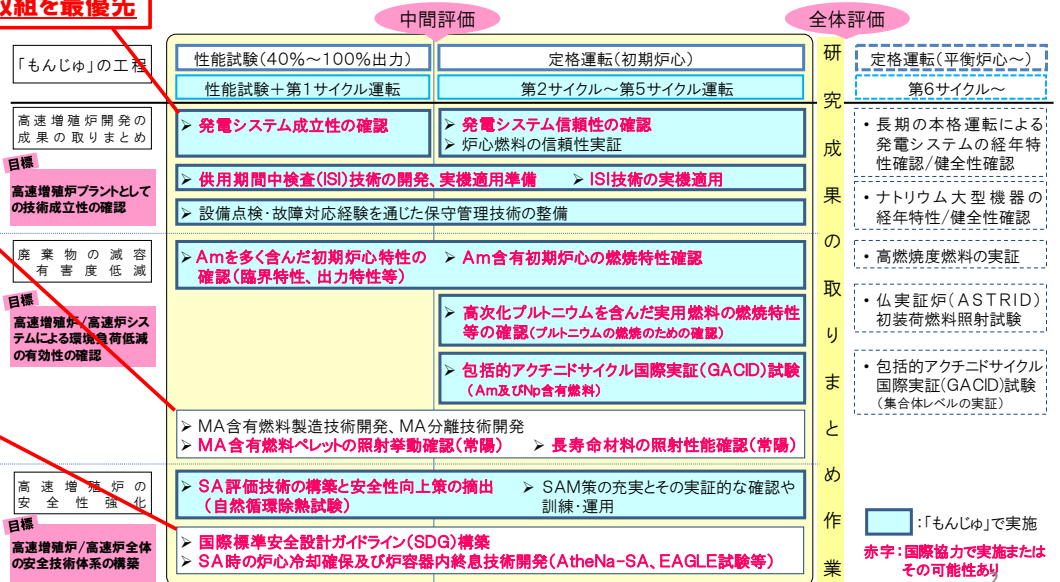 取組を最優先
中間評価
全体評価
「もんじゅ」の工程
性能試験(40%～100%出力)
定格運転(初期炉心)
定格運転(平衡炉心～)
性能試験＋第1サイクル運転
第2サイクル～第5サイクル運転
第6サイクル～
高速増殖炉開発の
成果の取りまとめ
目標
高速増殖炉プラントとして
の技術成立性の確認
➢ 発電システム成立性の確認
➢ 発電システム信頼性の確認
➢ 炉心燃料の信頼性実証
➢ 供用期間中検査(ISI)技術の開発、実機適用準備
➢ ISI技術の実機適用
➢ 設備点検・故障対応経験を通じた保守管理技術の整備
廃棄物の減容
有害度低減
目標
高速増殖炉/高速炉シス
テムによる環境負荷低減
の有効性の確認
➢ Amを多く含んだ初期炉心特性の
確認(臨界特性、出力特性等)
➢ Am含有初期炉心の燃焼特性確認
➢ 高次化プルトニウムを含んだ実用燃料の燃焼特性
等の確認(プルトニウムの燃焼のための確認)
➢ 包括的アクチニドサイクル国際実証(GACID)試験
(Am及びNp含有燃料)
➢ MA含有燃料製造技術開発、MA分離技術開発
➢ MA含有燃料ペレットの照射挙動確認(常陽)
➢ 長寿命材料の照射性能確認(常陽)
高速増殖炉の
安全性強化
目標
高速増殖炉/高速炉全体
の安全技術体系の構築
➢ SA評価技術の構築と安全性向上策の摘出
(自然循環除熱試験)
➢ SAM策の充実とその実証的な確認や
訓練・運用
➢ 国際標準安全設計ガイドライン(SDG)構築
➢ SA時の炉心冷却確保及び炉容器内終息技術開発(AtheNa-SA、EAGLE試験等)
研究成果の取りまとめ作業
・長期の本格運転による
発電システムの経年特
性確認/健全性確認
・ナトリウム大型機器の
経年特性/健全性確認
・高燃焼度燃料の実証
・仏実証炉(ASTRID)
初装荷燃料照射試験
・包括的アクチニドサイクル
国際実証(GACID)試験
(集合体レベルの実証)
：「もんじゅ」で実施
赤字：国際協力で実施または
その可能性あり